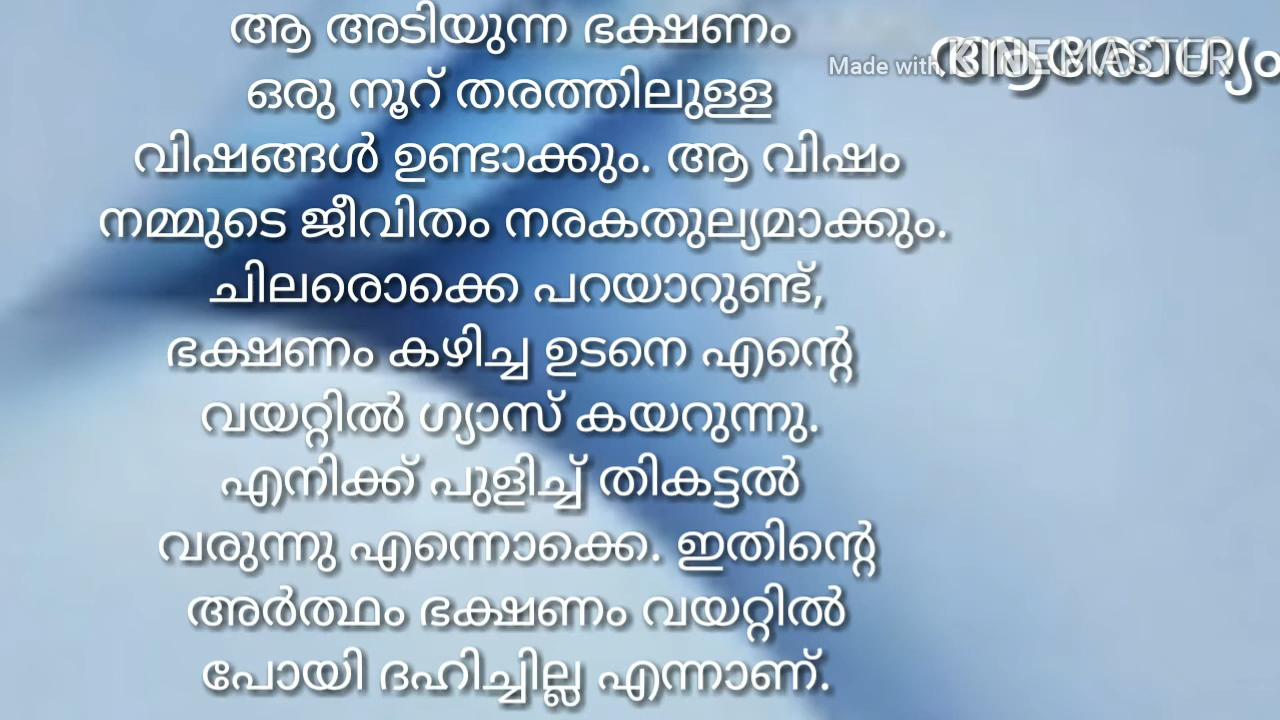 ആ അടിയുന്ന ഭക്ഷണം
ഒരു നൂറ് തരത്തിലുള്ള
വിഷങ്ങൾ ഉണ്ടാക്കും. ആ വിഷം
നമ്മുടെ ജീവിതം നരകതുല്യമാക്കും.
ചിലരൊക്കെ പറയാറുണ്ട്,
ഭക്ഷണം കഴിച്ച ഉടനെ എന്റെ
വയറ്റിൽ ഗ്യാസ് കയറുന്നു.
എനിക്ക് പുളിച്ച് തികട്ടൽ
വരുന്നു എന്നൊക്കെ. ഇതിന്റെ
അർത്ഥം ഭക്ഷണം വയറ്റിൽ
പോയി ദഹിച്ചില്ല എന്നാണ്.
Made with KINEMASTER